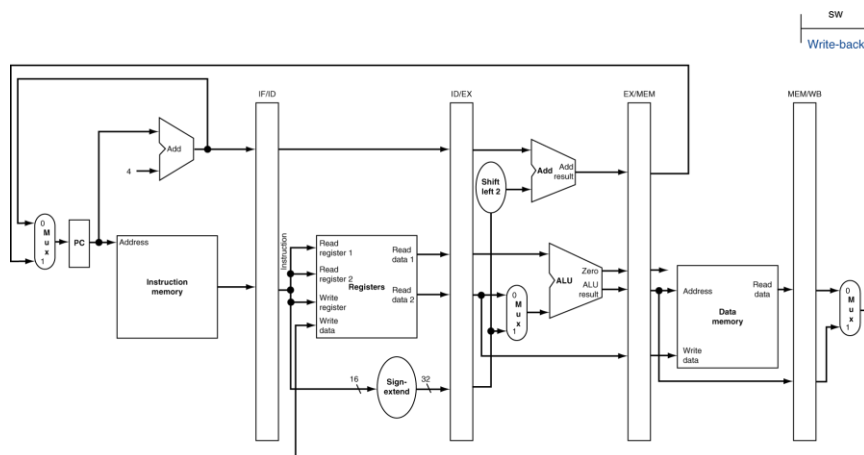 SW
Write-back
IF/ID
ID/EX
EX/MEM
MEM/WB
Add
4
Shift
left 2
Add
Add
result
0
M
u
x
1
PC
Address
Instruction
memory
Instruction
Read
register 1
Read
register 2
Write
register
Write
data
Registers
Read
data 1
Read
data 2
16
Sign-
extend
32
0
M
u
x
1
ALU
Zero
ALU
result
Address
Write
data
Data
memory
Read
data
0
M
u
x
1